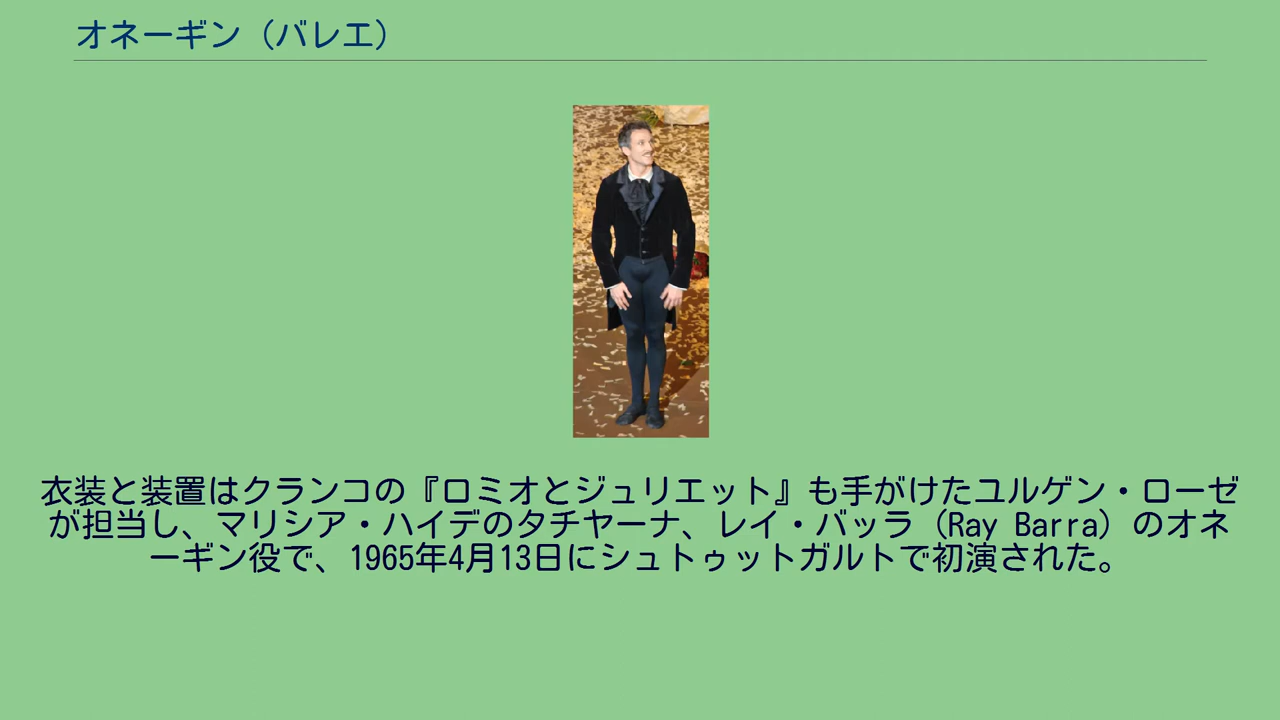 オネーギン（バレエ）
衣装と装置はクランコの『ロミオとジュリエット』も手がけたユルゲン・ローゼ
が担当し、マリシア・ハイデのタチヤーナ、レイ・バッラ（Ray Barra）のオネ
ーギン役で、1965年4月13日にシュトゥットガルトで初演された。